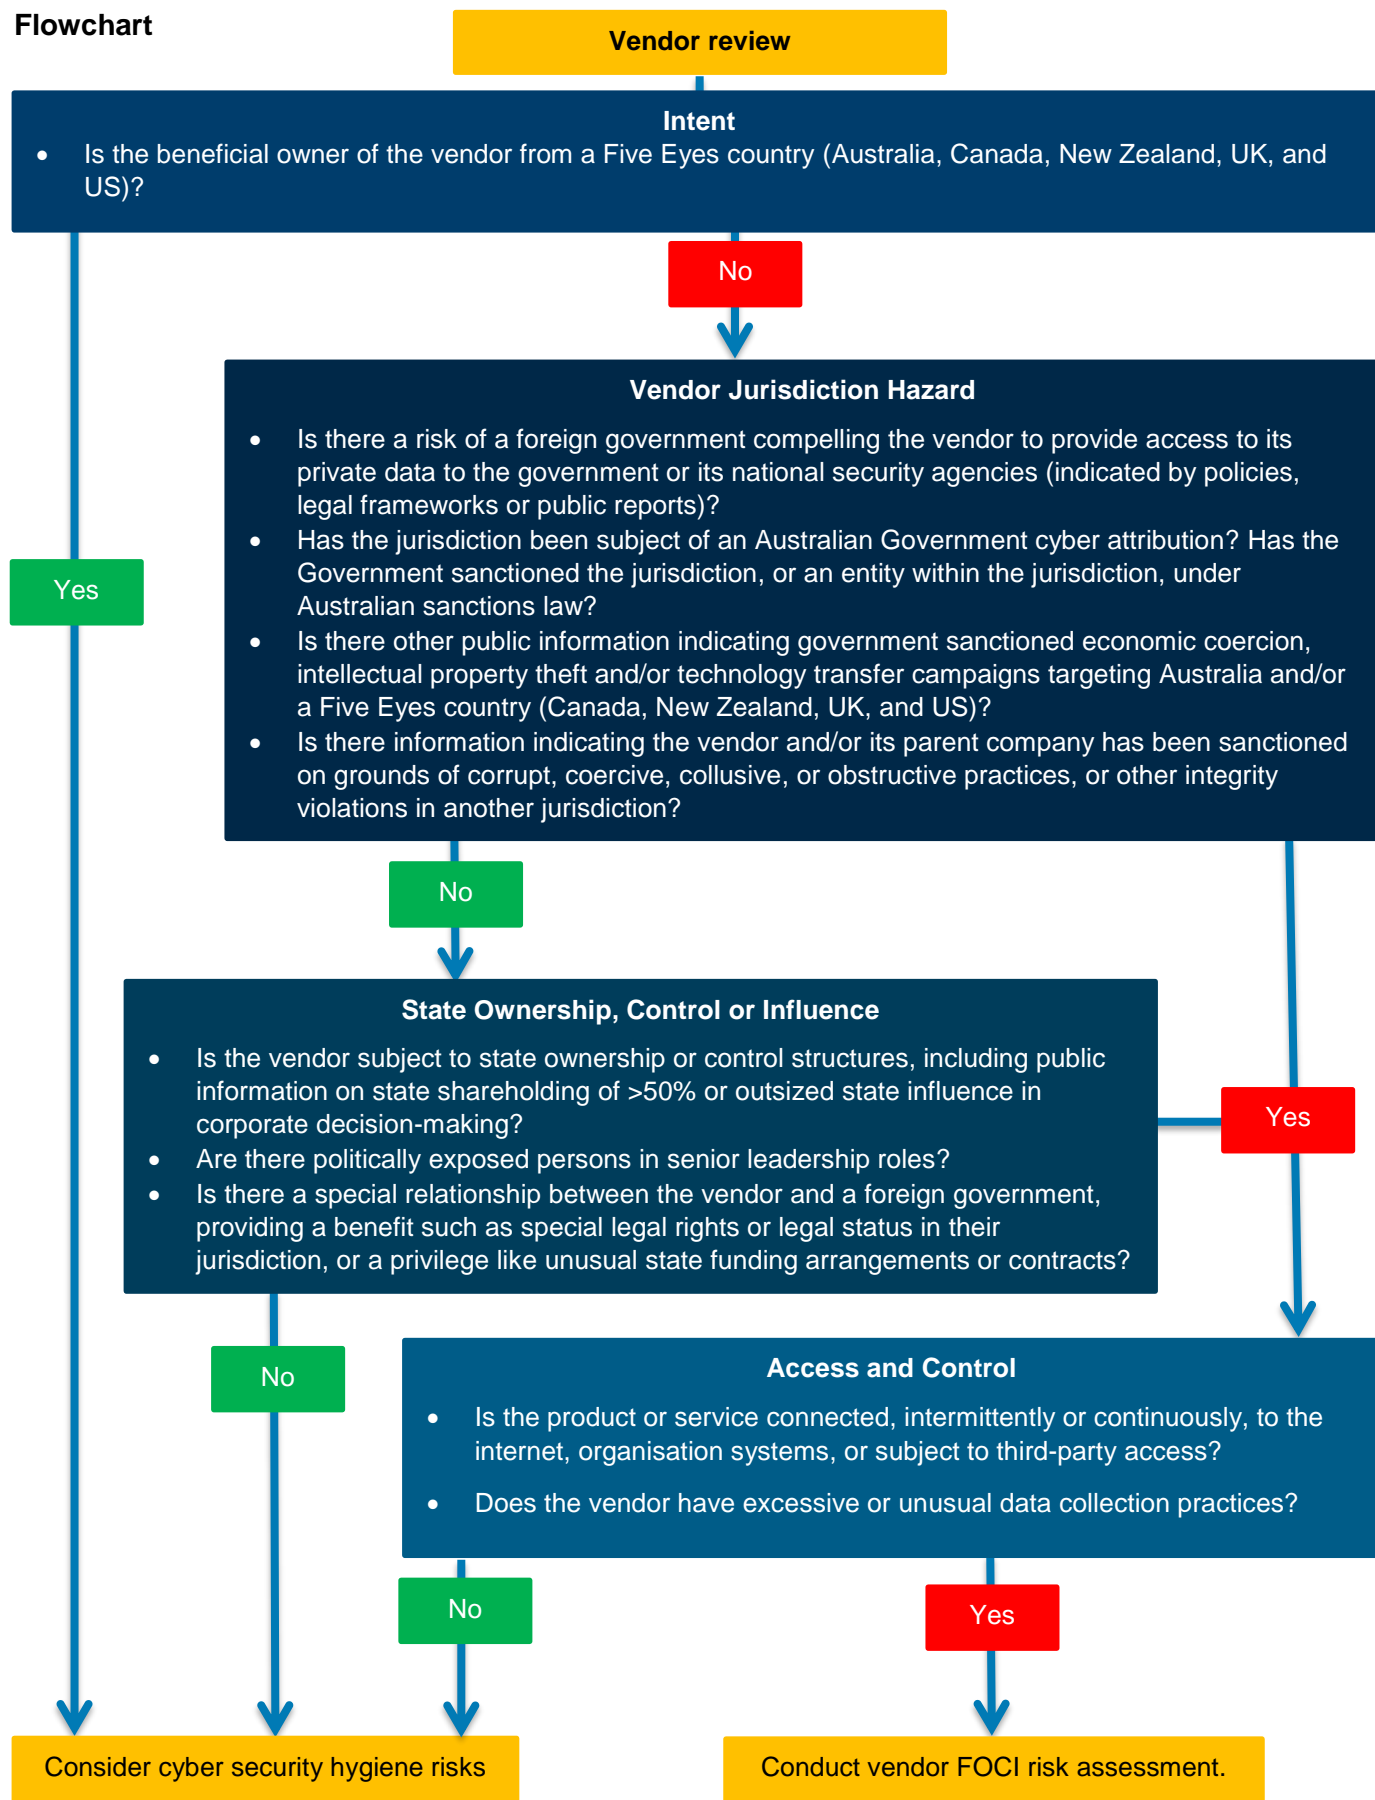 Flowchart
Vendor review
Intent
• Is the beneficial owner of the vendor from a Five Eyes country (Australia, Canada, New Zealand, UK, and
US)?
No
Vendor Jurisdiction Hazard
• Is there a risk of a foreign government compelling the vendor to provide access to its
private data to the government or its national security agencies (indicated by policies,
legal frameworks or public reports)?
• Has the jurisdiction been subject of an Australian Government cyber attribution? Has the
Government sanctioned the jurisdiction, or an entity within the jurisdiction, under
Australian sanctions law?
• Is there other public information indicating government sanctioned economic coercion,
intellectual property theft and/or technology transfer campaigns targeting Australia and/or
a Five Eyes country (Canada, New Zealand, UK, and US)?
• Is there information indicating the vendor and/or its parent company has been sanctioned
on grounds of corrupt, coercive, collusive, or obstructive practices, or other integrity
violations in another jurisdiction?
Yes
No
State Ownership, Control or Influence
• Is the vendor subject to state ownership or control structures, including public
information on state shareholding of >50% or outsized state influence in
corporate decision-making?
• Are there politically exposed persons in senior leadership roles?
• Is there a special relationship between the vendor and a foreign government,
providing a benefit such as special legal rights or legal status in their
jurisdiction, or a privilege like unusual state funding arrangements or contracts?
Yes
No
Access and Control
• Is the product or service connected, intermittently or continuously, to the
internet, organisation systems, or subject to third-party access?
• Does the vendor have excessive or unusual data collection practices?
No
Yes
Consider cyber security hygiene risks
Conduct vendor FOCI risk assessment.